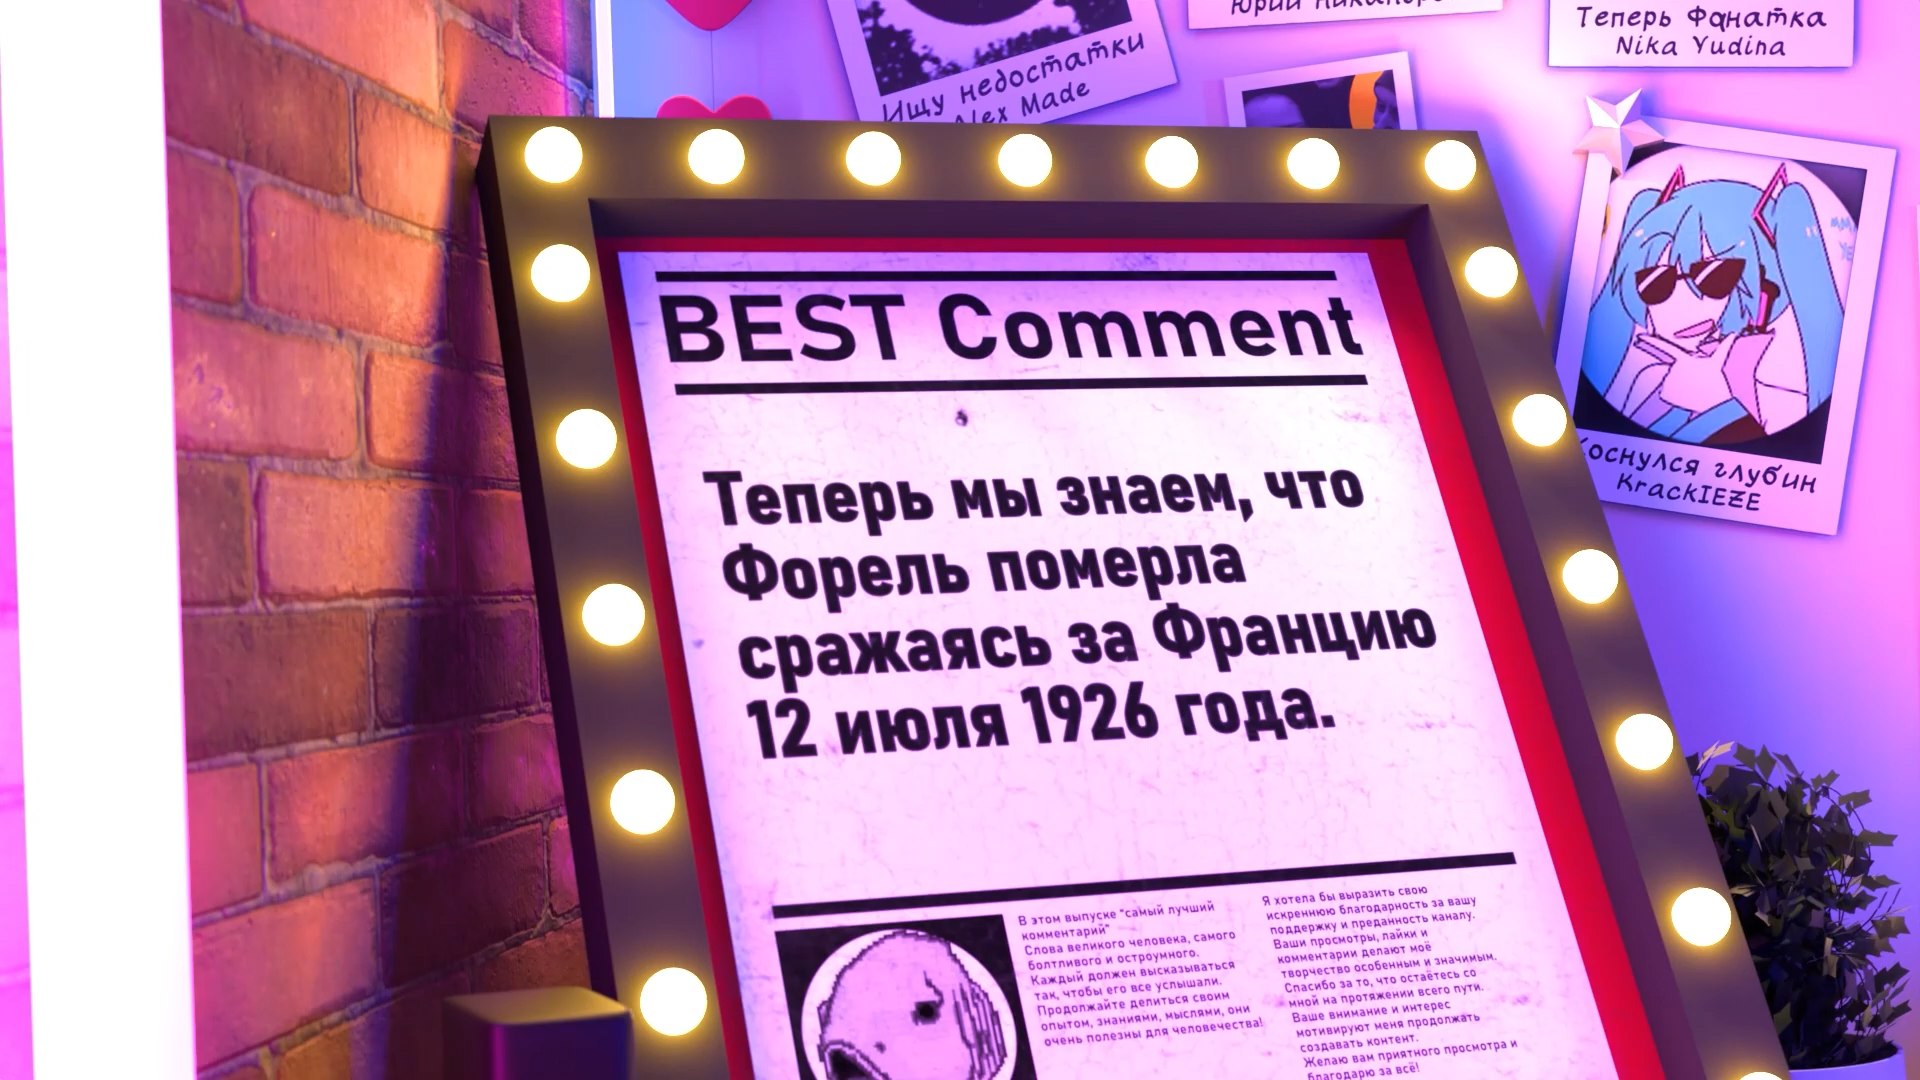 Ищу недостатки
Alex Made
Теперь Фанатка
Nika Yudina
коснулся глубин
KrackIEZE
BEST Comment
Теперь мы знаем, что
Форель померла
сражаясь за Францию
12 июля 1926 года.
В этом выпуске "самый лучший
комментарий"
Слова великого человека, самого
болтливого и остроумного.
Каждый должен высказываться
так, чтобы его все услышали.
Продолжайте делиться своим
опытом, знаниями, мыслями, они
очень полезны для человечества!
Я хотела бы выразить свою
искреннюю благодарность за вашу
поддержку и преданность каналу.
Ваши просмотры, лайки и
комментарии делают моё
творчество особенным и значимым.
Спасибо за то, что остаётесь со
мной на протяжении всего пути.
Ваше внимание и интерес
мотивируют меня продолжать
создавать контент.
Желаю вам приятного просмотра и
благодарю за всё!